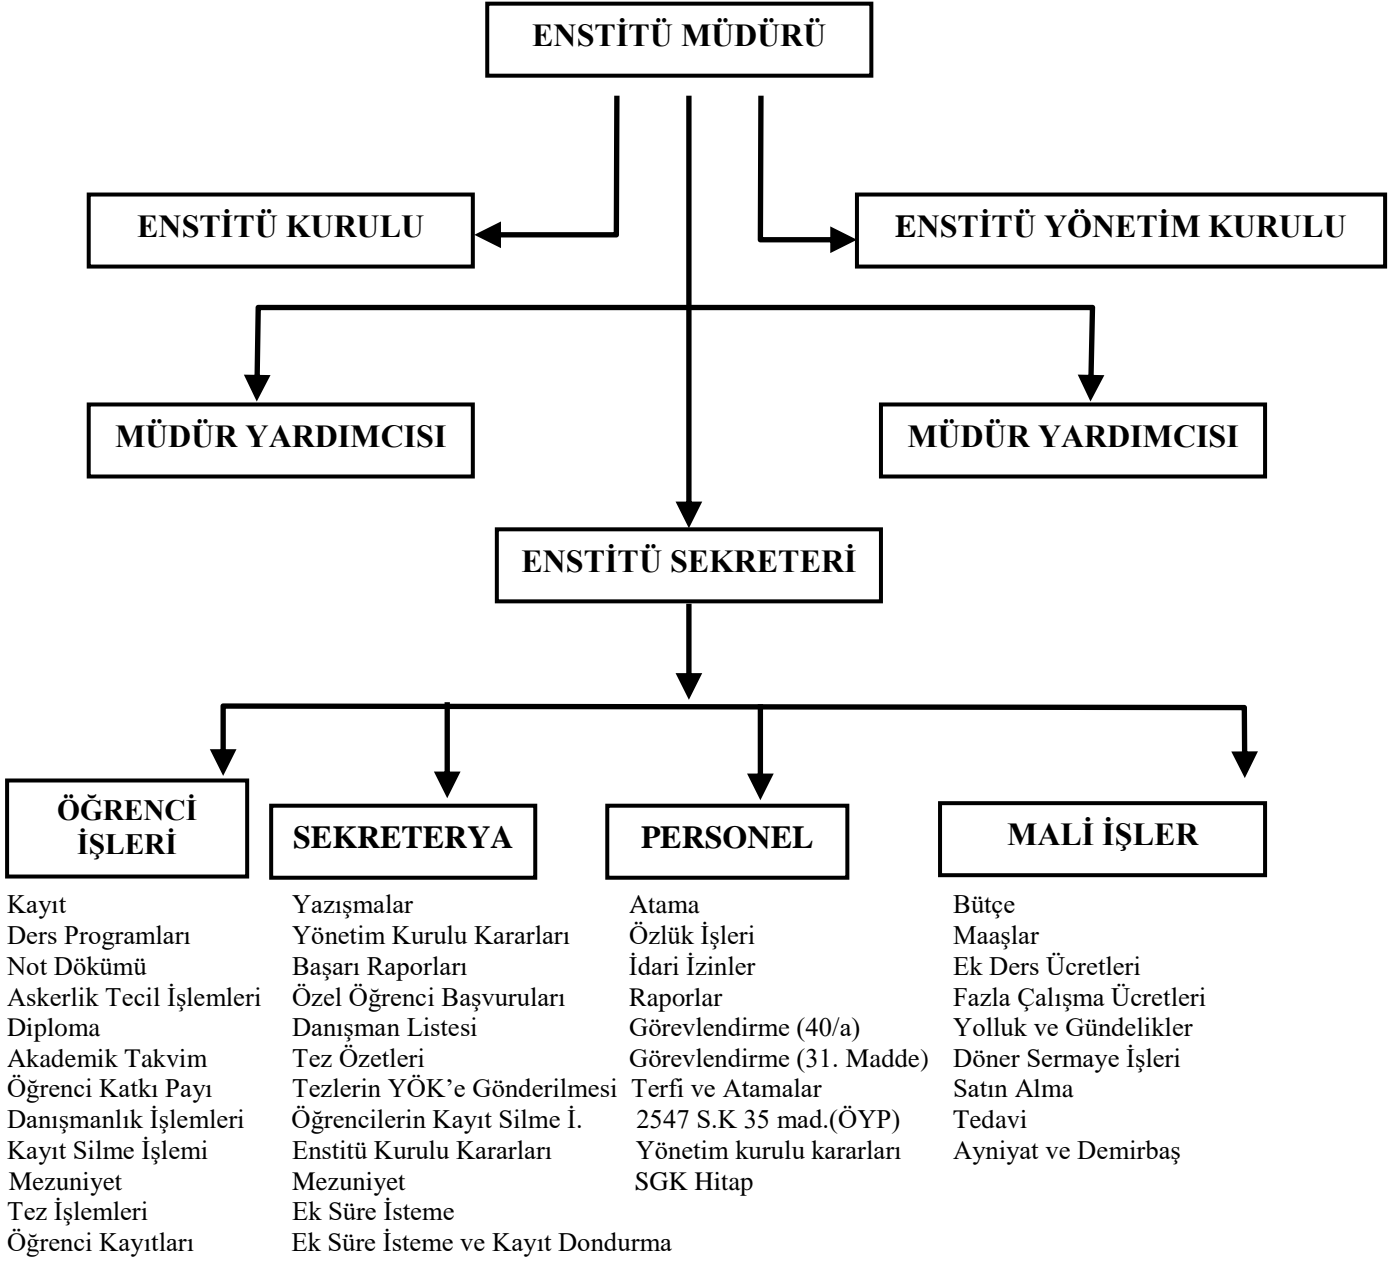 ENSTİTÜ MÜDÜRÜ
ENSTİTÜ KURULU
ENSTİTÜ YÖNETİM KURULU
MÜDÜR YARDIMCISI
MÜDÜR YARDIMCISI
ENSTİTÜ SEKRETERİ
ÖĞRENCİ
İŞLERİ
Kayıt
Ders Programları
Not Dökümü
Askerlik Tecil İşlemleri
Diploma
Akademik Takvim
Öğrenci Katkı Payı
Danışmanlık İşlemleri
Kayıt Silme İşlemi
Mezuniyet
Tez İşlemleri
Öğrenci Kayıtları
SEKRETERYA
Yazışmalar
Yönetim Kurulu Kararları
Başarı Raporları
Özel Öğrenci Başvuruları
Danışman Listesi
Tez Özetleri
Tezlerin YÖK’e Gönderilmesi
Öğrencilerin Kayıt Silme İ.
Enstitü Kurulu Kararları
Mezuniyet
Ek Süre İsteme
Ek Süre İsteme ve Kayıt Dondurma
PERSONEL
Atama
Özlük İşleri
İdari İzinler
Raporlar
Görevlendirme (40/a)
Görevlendirme (31. Madde)
Terfi ve Atamalar
2547 S.K 35 mad.(ÖYP)
Yönetim kurulu kararları
SGK Hitap
MALİ İŞLER
Bütçe
Maaşlar
Ek Ders Ücretleri
Fazla Çalışma Ücretleri
Yolluk ve Gündelikler
Döner Sermaye İşleri
Satın Alma
Tedavi
Ayniyat ve Demirbaş